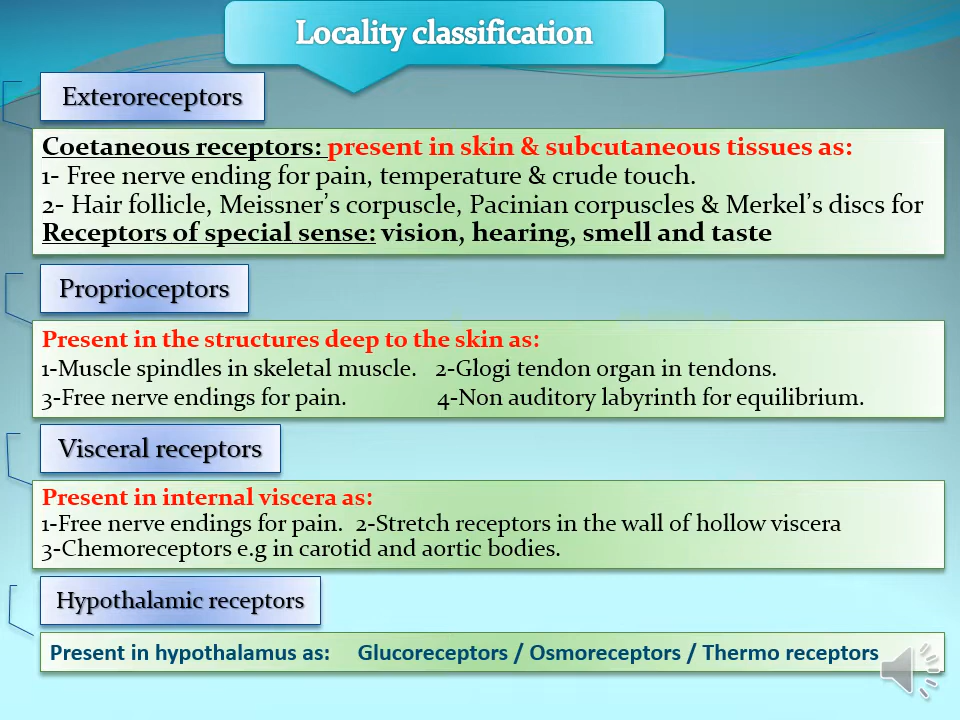 Locality classification
Exteroreceptors
Coetaneous receptors: present in skin & subcutaneous tissues as:
1- Free nerve ending for pain, temperature & crude touch.
2- Hair follicle, Meissner's corpuscle, Pacinian corpuscles & Merkel's discs for
Receptors of special sense: vision, hearing, smell and taste
Proprioceptors
Present in the structures deep to the skin as:
1-Muscle spindles in skeletal muscle. 2-Glogi tendon organ in tendons.
3-Free nerve endings for pain. 4-Non auditory labyrinth for equilibrium.
Visceral receptors
Present in internal viscera as:
1-Free nerve endings for pain. 2-Stretch receptors in the wall of hollow viscera
3-Chemoreceptors e.g in carotid and aortic bodies.
Hypothalamic receptors
Present in hypothalamus as: Glucoreceptors / Osmoreceptors / Thermo receptors